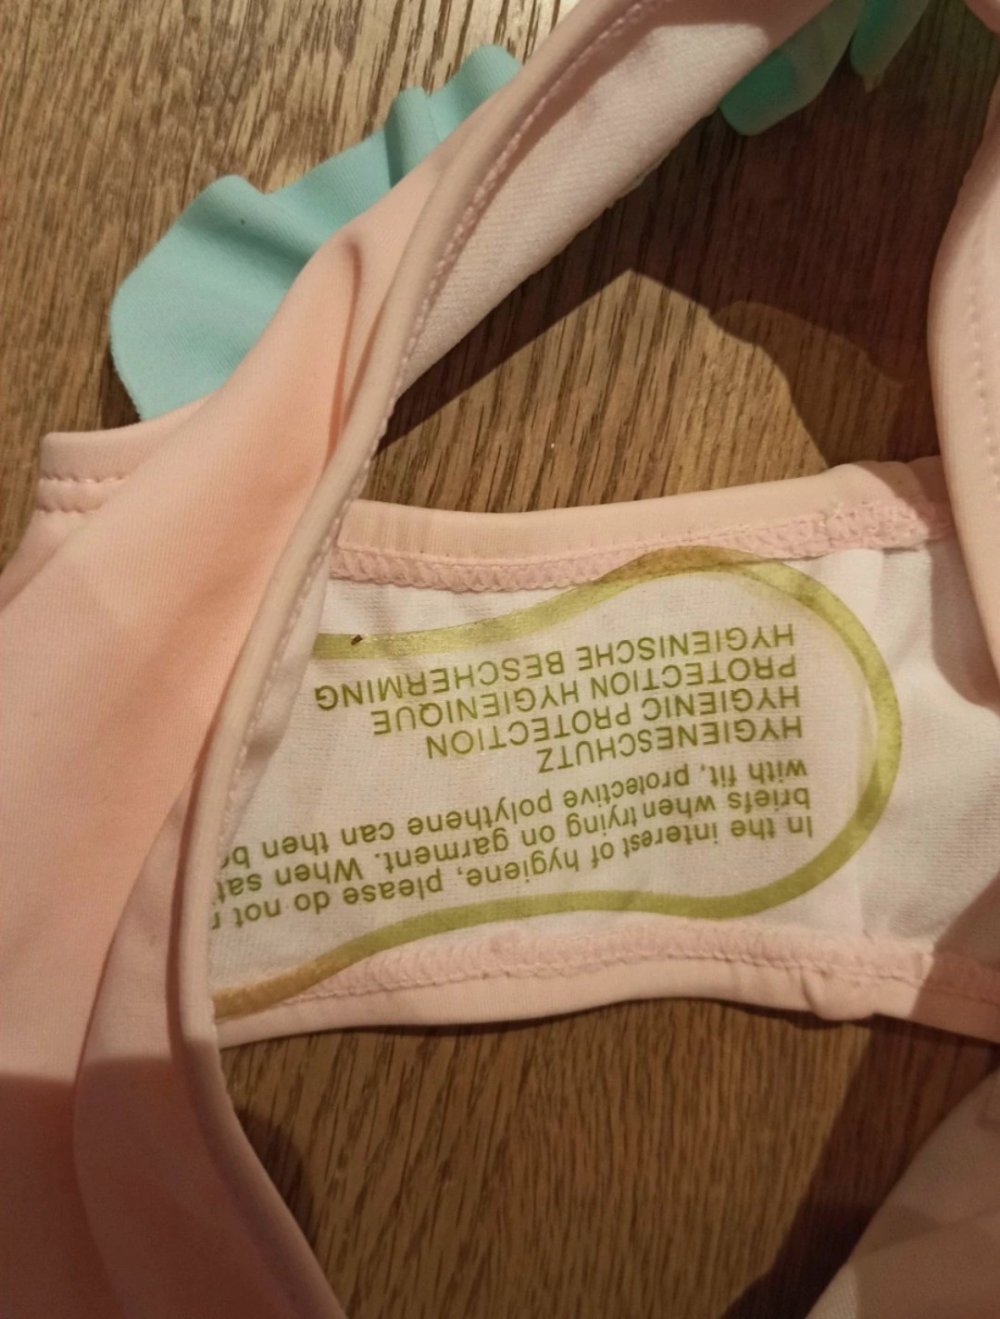 In the interest of hygiene, please do not
briefs when trying on garment. When
with fit, protective polythene can then be
HYGIENESCHUTZ
HYGIENIC PROTECTION
PROTECTION HYGIENIQUE
HYGIENISCHE BESCHERMING